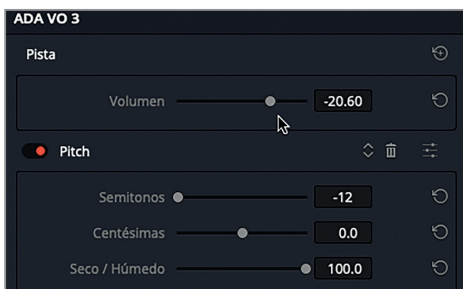 ADA VO 3
Pista
Volumen -20.60
Pitch
Semitonos -12
Centésimas 0.0
Seco / Húmedo 100.0